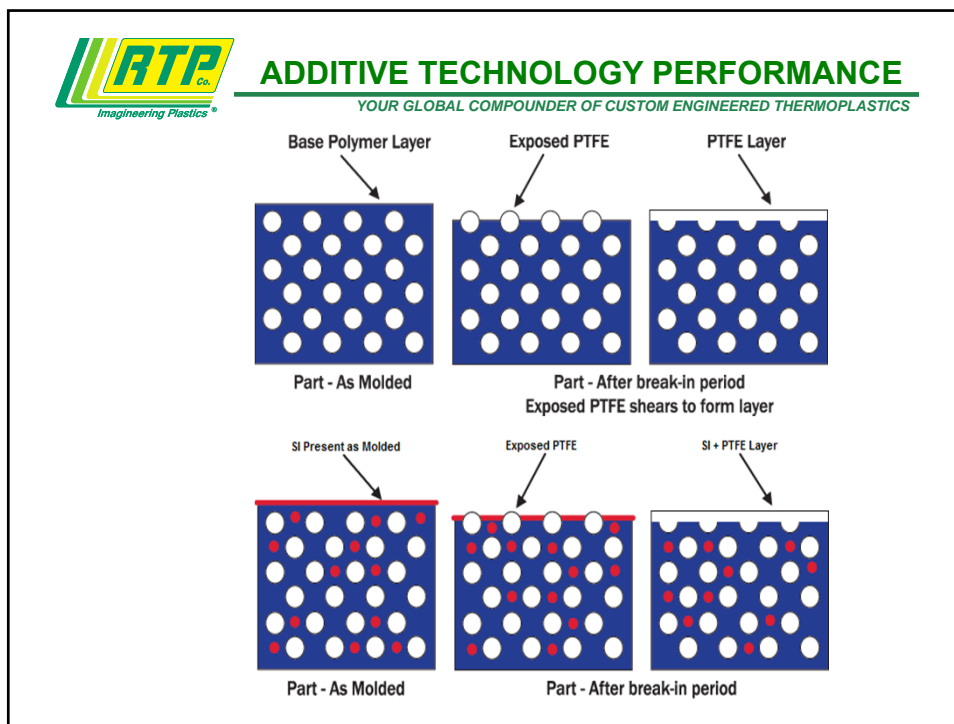 RTP
Co.
Imagineering Plastics ®
ADDITIVE TECHNOLOGY PERFORMANCE
YOUR GLOBAL COMPOUNDER OF CUSTOM ENGINEERED THERMOPLASTICS
Base Polymer Layer
Exposed PTFE
PTFE Layer
Part - As Molded
Part - After break-in period
Exposed PTFE shears to form layer
SI Present as Molded
Exposed PTFE
SI + PTFE Layer
Part - As Molded
Part - After break-in period